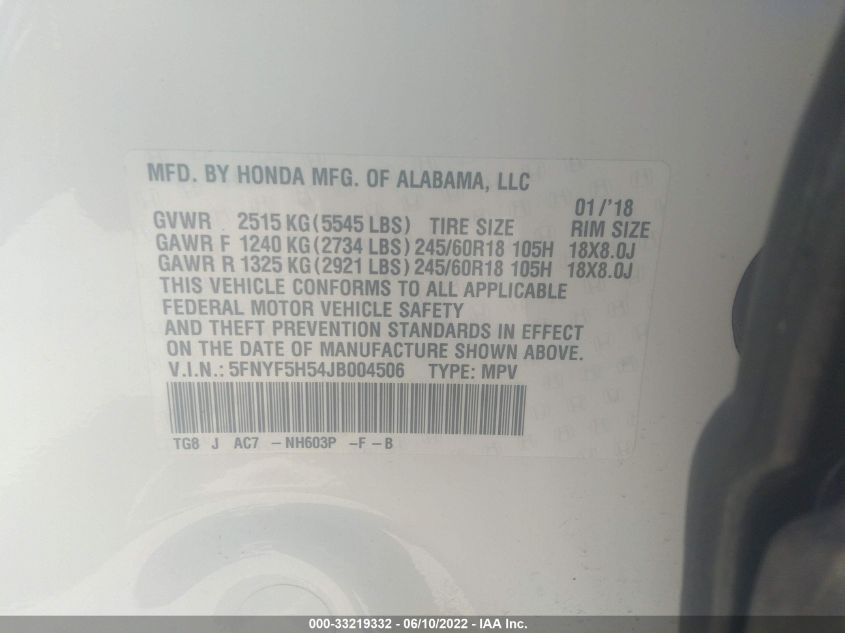 MFD. BY HONDA MFG. OF ALABAMA, LLC
01/'18
GVWR 2515 KG (5545 LBS) TIRE SIZE RIM SIZE
GAWR F 1240 KG (2734 LBS) 245/60R18 105H 18X8.0J
GAWR R 1325 KG (2921 LBS) 245/60R18 105H 18X8.0J
THIS VEHICLE CONFORMS TO ALL APPLICABLE
FEDERAL MOTOR VEHICLE SAFETY
AND THEFT PREVENTION STANDARDS IN EFFECT
ON THE DATE OF MANUFACTURE SHOWN ABOVE.
V.I.N.: 5FNYF5H54JB004506 TYPE: MPV
TG8 J AC7 -NH603P -F-B
000-33219332 - 06/10/2022 - IAA Inc.